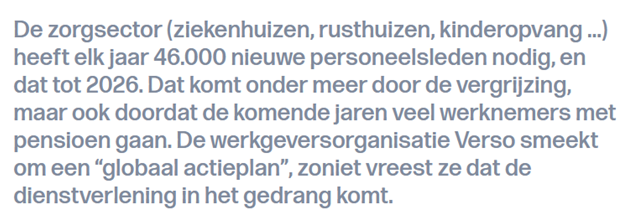 De zorgsector (ziekenhuizen, rusthuizen, kinderopvang ...)
heeft elk jaar 46.000 nieuwe personeelsleden nodig, en
dat tot 2026. Dat komt onder meer door de vergrijzing,
maar ook doordat de komende jaren veel werknemers met
pensioen gaan. De werkgeversorganisatie Verso smeekt
om een “globaal actieplan”, zoniet vreest ze dat de
dienstverlening in het gedrang komt.